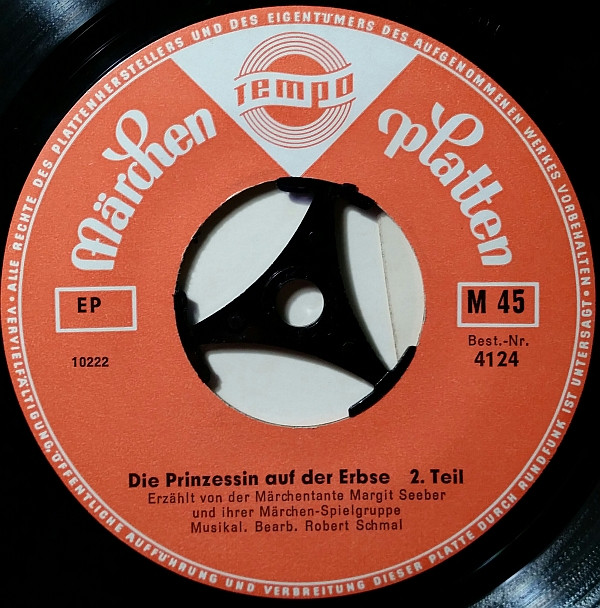 ALLE RECHTE DES PLATTENHERSTELLERS UND DES EIGENTÜMERS DES AUFGENOMMENEN WERKES VORBEHALTEN · VERVIELFÄLTIGUNG, ÖFFENTLICHE AUFFÜHRUNG UND VERBREITUNG DIESER PLATTE DURCH RUNDFUNK IST UNTERSAGT ·
TEMPO
Märchen Platten
EP
M 45
10222
Best.-Nr.
4124
Die Prinzessin auf der Erbse 2. Teil
Erzählt von der Märchentante Margit Seeber
und ihrer Märchen-Spielgruppe
Musikal. Bearb. Robert Schmal